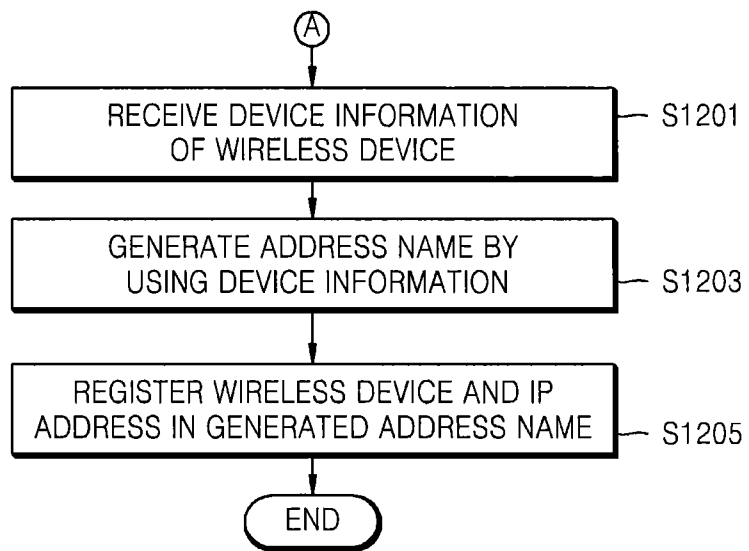 A
RECEIVE DEVICE INFORMATION
OF WIRELESS DEVICE
S1201
GENERATE ADDRESS NAME BY
USING DEVICE INFORMATION
S1203
REGISTER WIRELESS DEVICE AND IP
ADDRESS IN GENERATED ADDRESS NAME
S1205
END